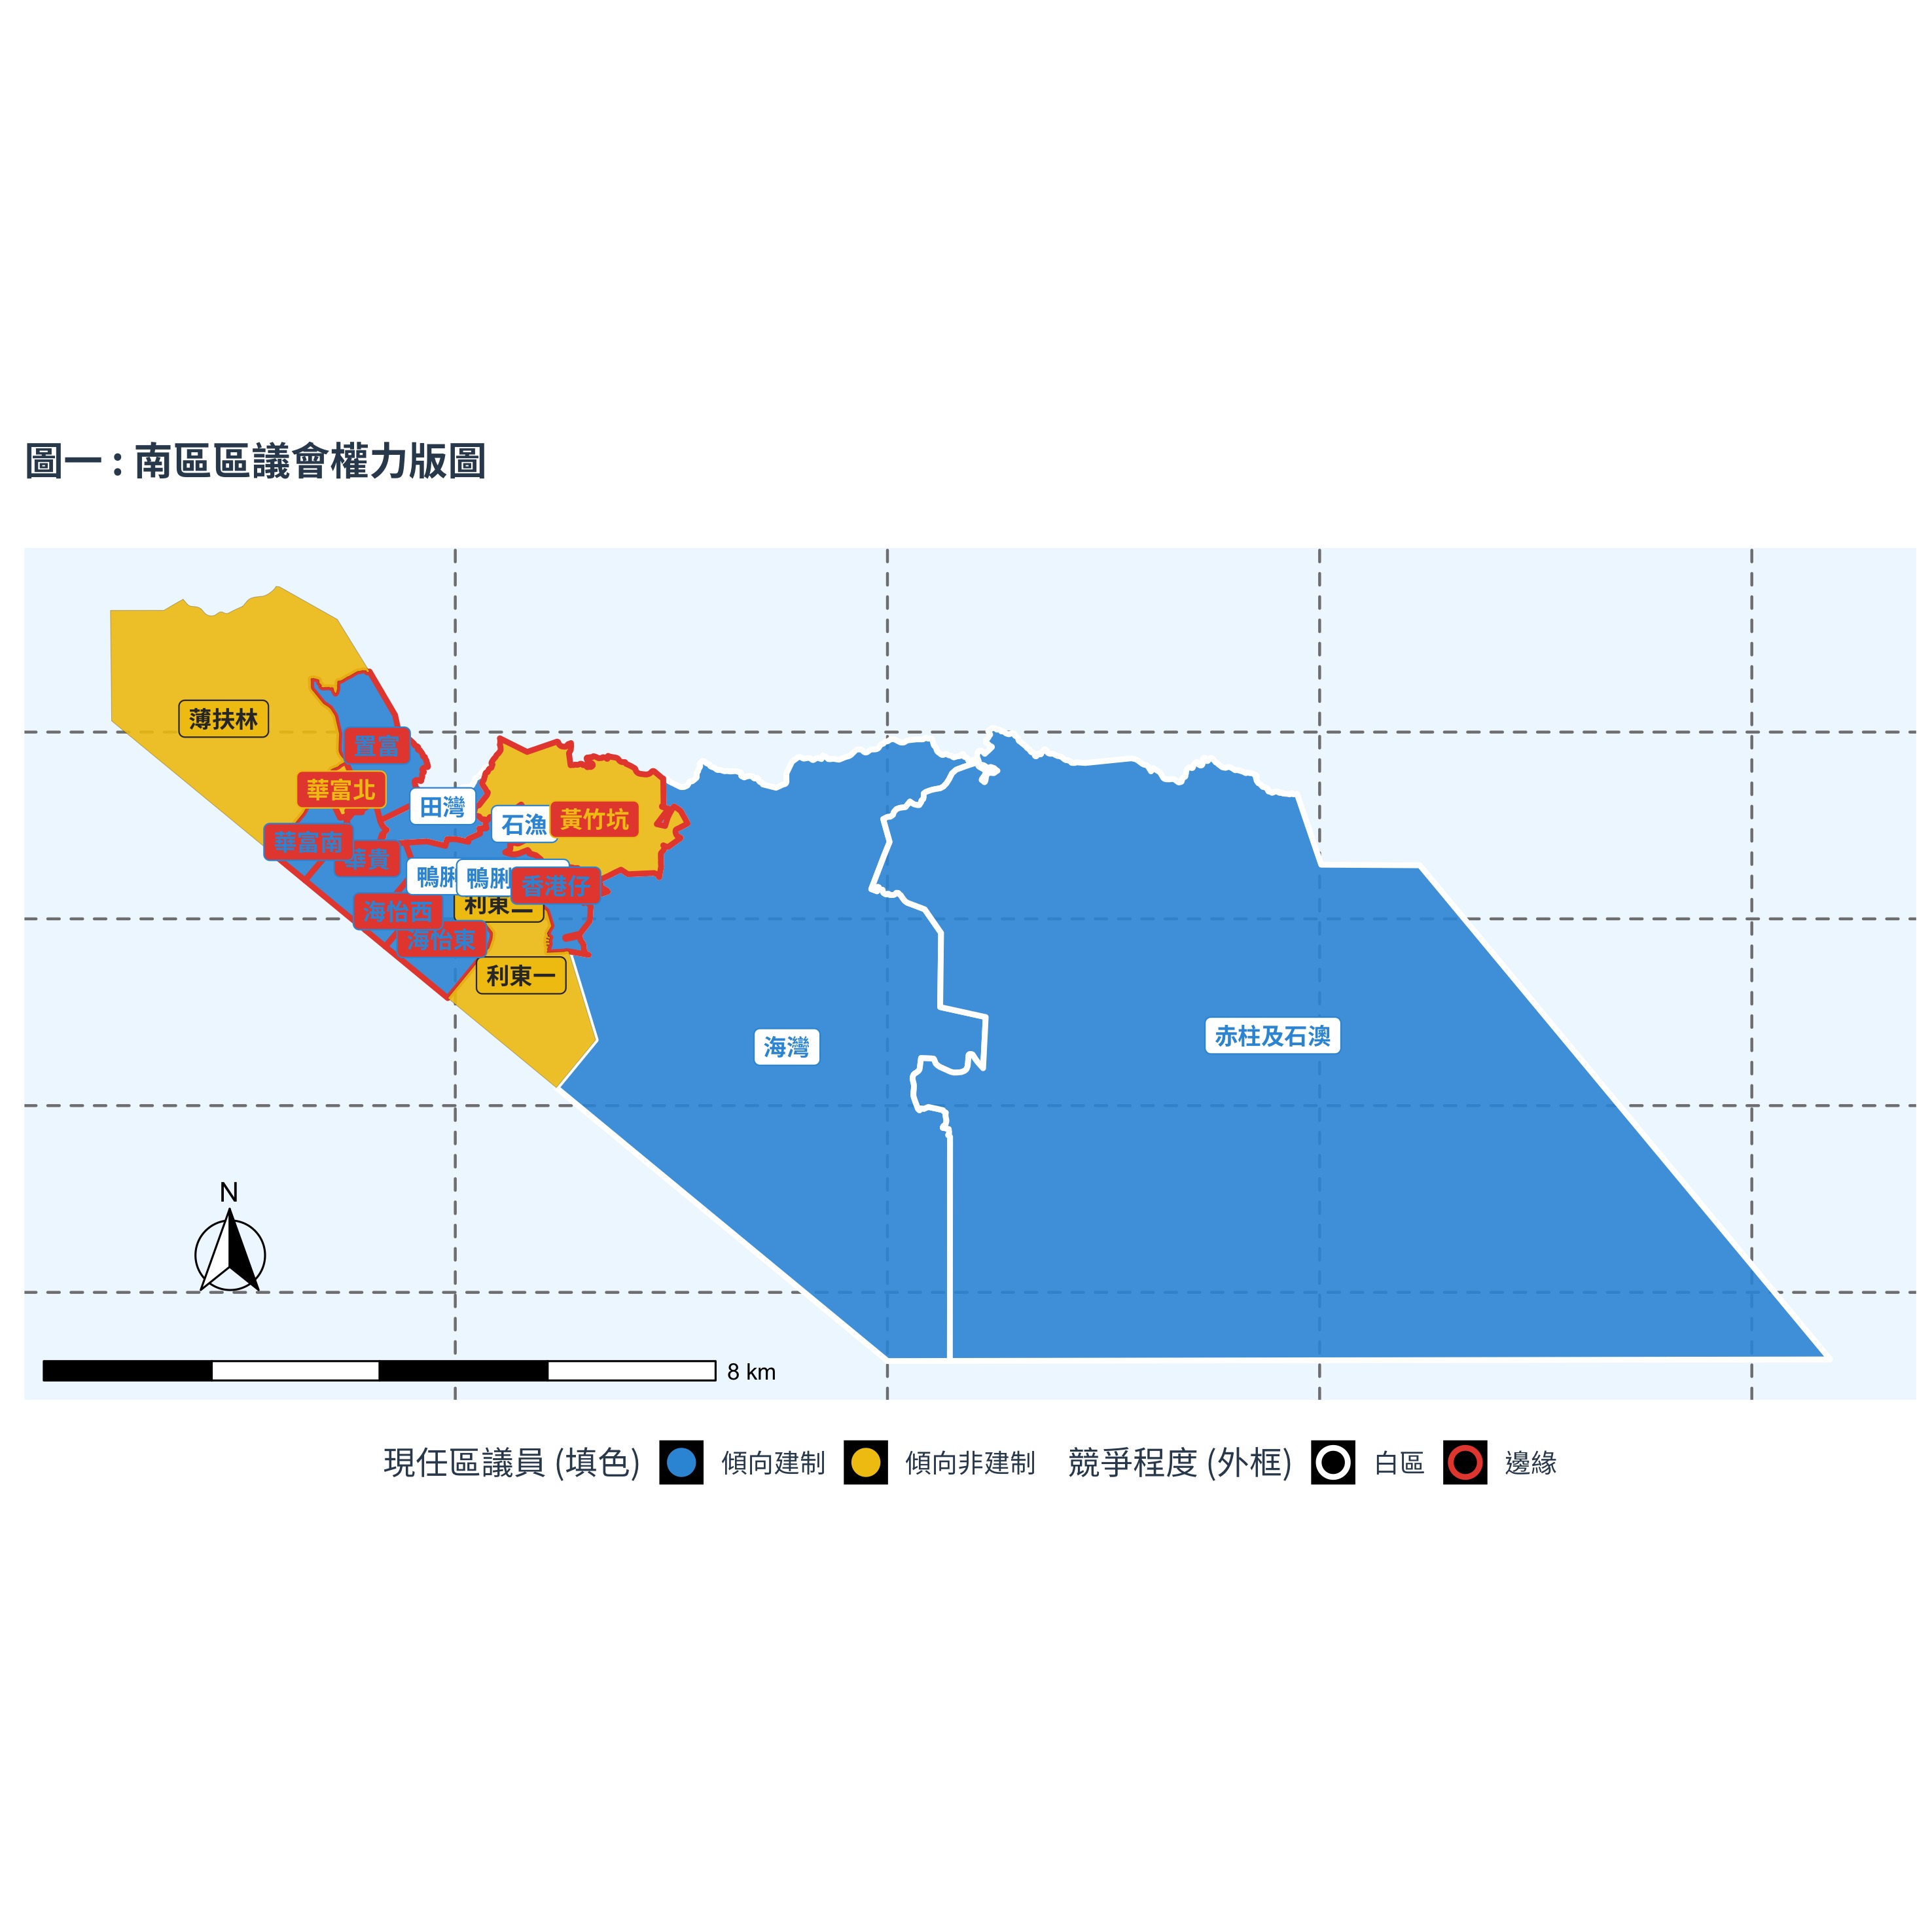 圖一 : 南區區議會權力版圖
薄扶林
置富
華富北
田灣
石漁
黃竹坑
華富南
華貴
鴨脷
鴨脷
香港仔
利東二
海怡西
海怡東
利東一
海灣
赤柱及石澳
N
8 km
現任區議員 (填色) 傾向建制 傾向非建制 競爭程度 (外框) 白區 邊緣